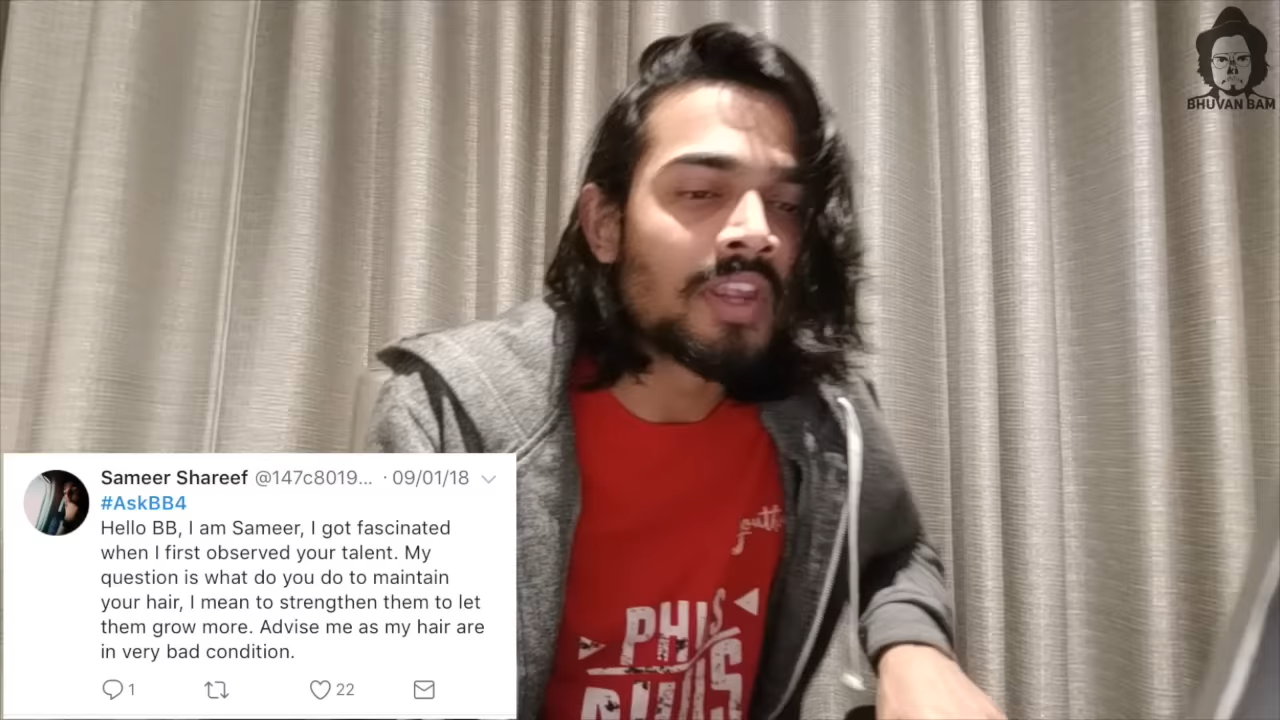 BHUVAN BAM
Sameer Shareef @147c8019... · 09/01/18
#AskBB4
Hello BB, I am Sameer, I got fascinated
when I first observed your talent. My
question is what do you do to maintain
your hair, I mean to strengthen them to let
them grow more. Advise me as my hair are
in very bad condition.
1
22